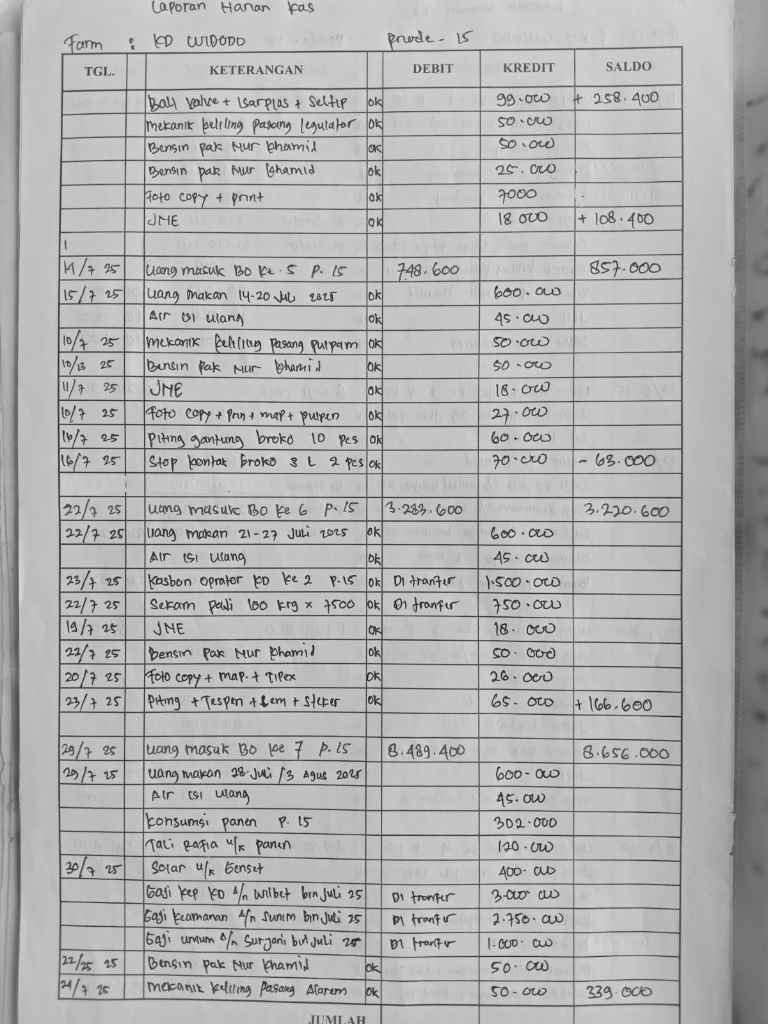 Laporan Harian Kas
Farm : KD WIDODO Priode - 15
TGL. KETERANGAN DEBIT KREDIT SALDO
Ball valve + Isarplas + Seltip ok 99.000 + 258.400
Mekanik keliling pasang legulator ok 50.000
Bensin pak Nur khamid ok 50.000
Bensin pak Nur khamid ok 25.000
Foto copy + print ok 7000
JNE ok 18 000 + 108.400
1
14/7 25 Uang masuk BO ke - 5 P. 15 748.600 857.000
15/7 25 Uang makan 14-20 Jul 2025 ok 600.000
Air isi ulang ok 45.000
10/7 25 Mekanik keliling pasang pulpam ok 50.000
10/13 25 Bensin Pak Nur khamid ok 50.000
11/7 25 JNE ok 18.000
10/7 25 Foto copy + prin + map + pulpen ok 27.000
16/7 25 Piting gantung broko 10 pcs ok 60.000
16/7 25 Stop kontak broko 3 L 2 pcs ok 70.000 - 63.000
22/7 25 Uang masuk BO ke 6 P. 15 3.283.600 3.220.600
22/7 25 Uang makan 21-27 Juli 2025 ok 600.000
Air isi ulang ok 45.000
23/7 25 Kasbon oprator KD ke 2 P.15 ok Di tranfer 1.500.000
22/7 25 Sekam padi 100 krg x 7500 ok Di tranfer 750.000
19/7 25 JNE ok 18.000
22/7 25 Bensin Pak Nur khamid ok 50.000
20/7 25 Foto copy + map. + Tipex ok 26.000
23/7 25 Piting + Tespen + Lem + Steker ok 65.000 + 166.600
29/7 25 Uang masuk BO ke 7 P.15 8.489.400 8.656.000
29/7 25 Uang makan 28-Juli / 3 Agus 2025 600-000
Air isi ulang 45.000
Konsumsi panen P. 15 302.000
Tali rafia u/k panen 120.000
30/7 25 Solar u/k Genset 400-000
Gaji kep KD A/n Wilbet bln Juli 25 Di tranfer 3.000 000
Gaji keamanan A/n Sunim bln Juli 25 Di tranfer 2.750.000
Gaji umum A/n Suryani bln Juli 25 Di tranfer 1.000.000
22/25 25 Bensin pak Nur khamid ok 50.000
24/7 25 Mekanik keliling Pasang Alarem ok 50-000 339.000
JUMLAH